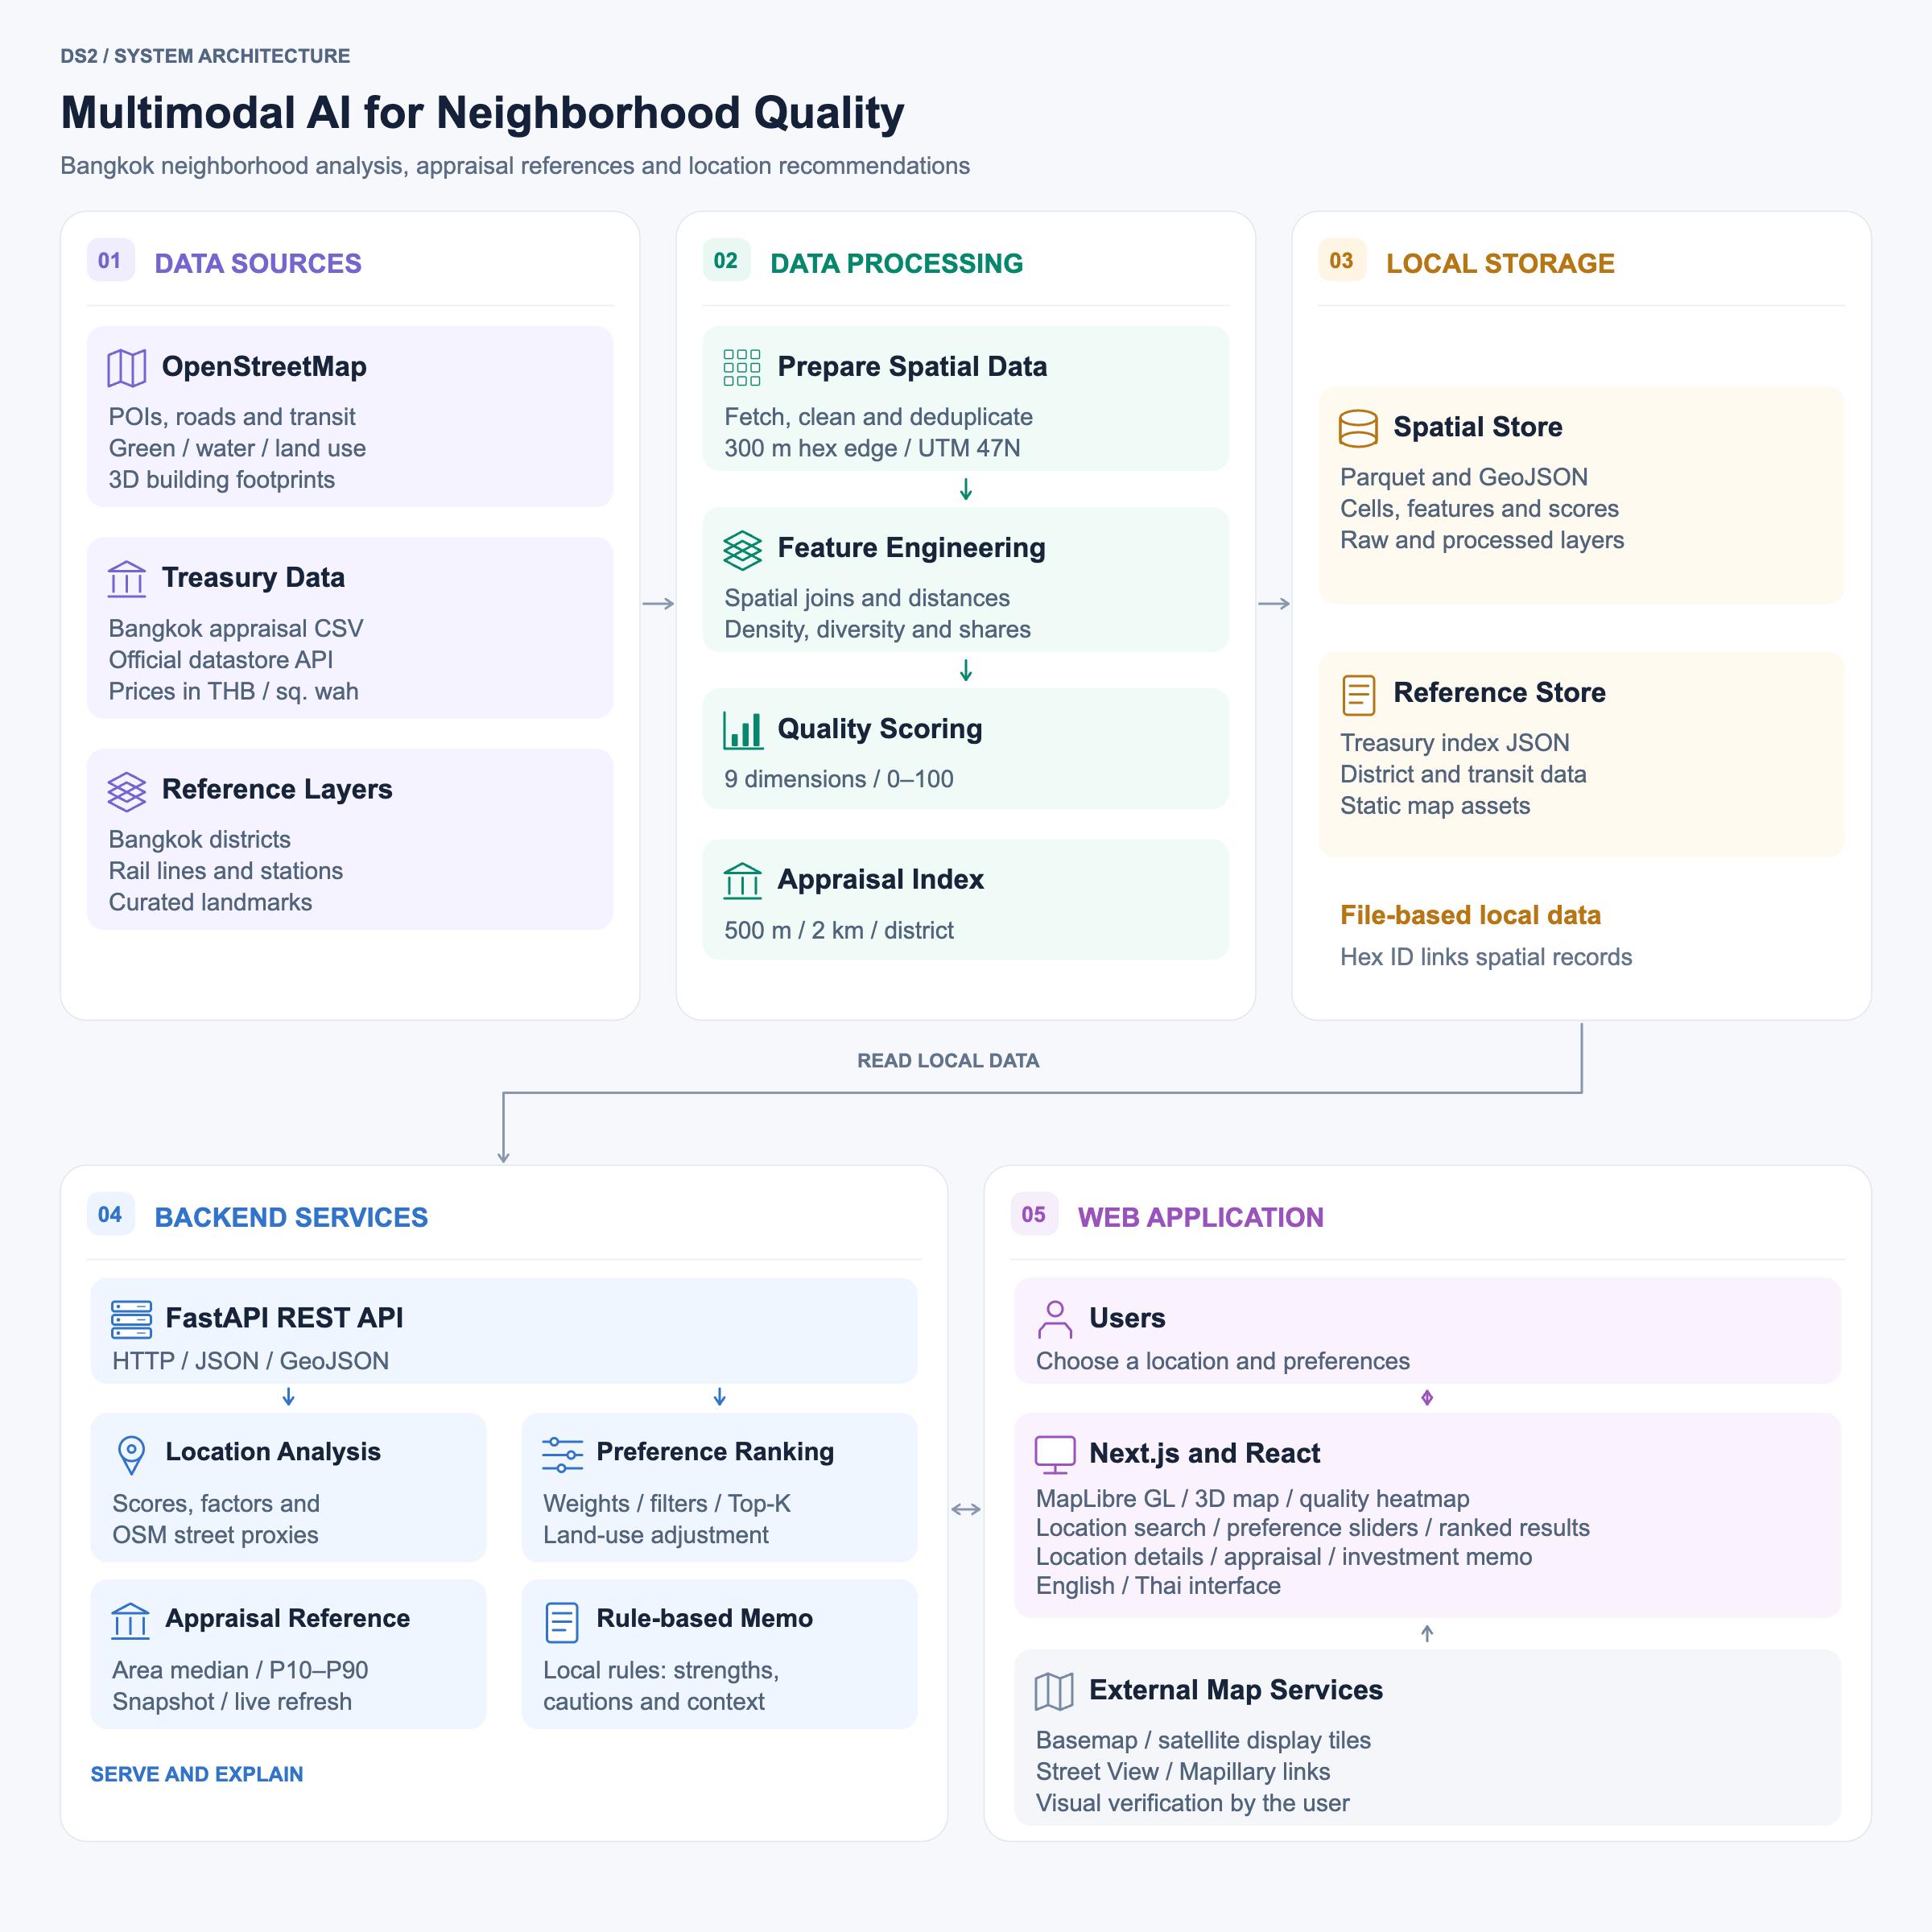 DS2 / SYSTEM ARCHITECTURE
Multimodal AI for Neighborhood Quality
Bangkok neighborhood analysis, appraisal references and location recommendations
01
DATA SOURCES
OpenStreetMap
POIs, roads and transit
Green / water / land use
3D building footprints
Treasury Data
Bangkok appraisal CSV
Official datastore API
Prices in THB / sq. wah
Reference Layers
Bangkok districts
Rail lines and stations
Curated landmarks
02
DATA PROCESSING
Prepare Spatial Data
Fetch, clean and deduplicate
300 m hex edge / UTM 47N
Feature Engineering
Spatial joins and distances
Density, diversity and shares
Quality Scoring
9 dimensions / 0–100
Appraisal Index
500 m / 2 km / district
03
LOCAL STORAGE
Spatial Store
Parquet and GeoJSON
Cells, features and scores
Raw and processed layers
Reference Store
Treasury index JSON
District and transit data
Static map assets
File-based local data
Hex ID links spatial records
READ LOCAL DATA
04
BACKEND SERVICES
FastAPI REST API
HTTP / JSON / GeoJSON
Location Analysis
Scores, factors and
OSM street proxies
Preference Ranking
Weights / filters / Top-K
Land-use adjustment
Appraisal Reference
Area median / P10–P90
Snapshot / live refresh
Rule-based Memo
Local rules: strengths,
cautions and context
SERVE AND EXPLAIN
05
WEB APPLICATION
Users
Choose a location and preferences
Next.js and React
MapLibre GL / 3D map / quality heatmap
Location search / preference sliders / ranked results
Location details / appraisal / investment memo
English / Thai interface
External Map Services
Basemap / satellite display tiles
Street View / Mapillary links
Visual verification by the user